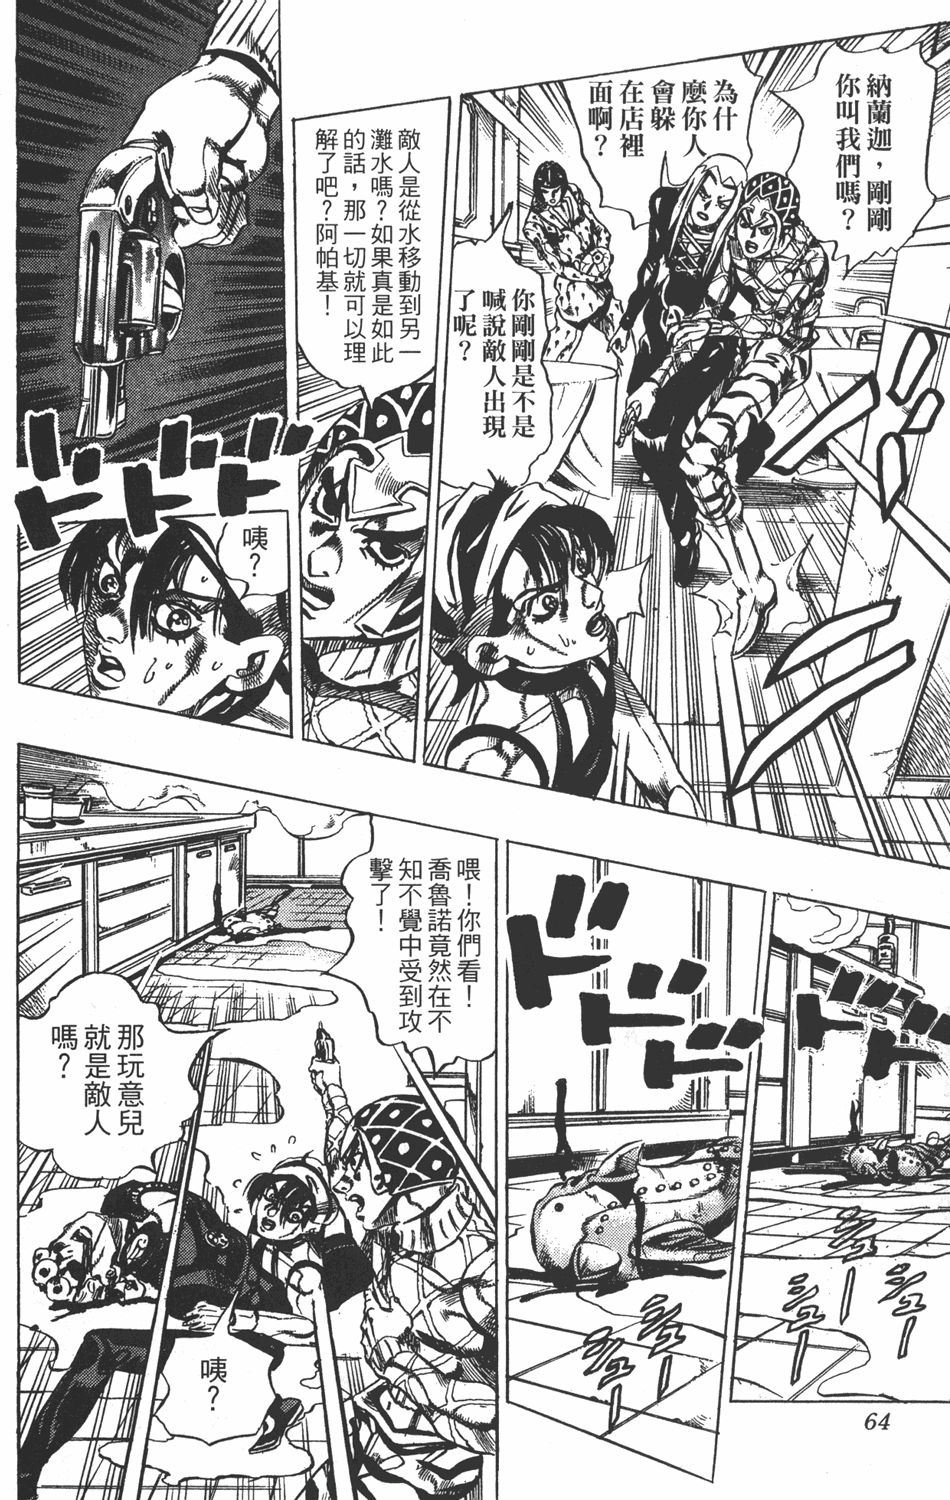 納蘭迦，剛剛
你叫我們嗎？
為什
麼你人
會躲
在店裡
面啊？
你剛剛是不是
喊說敵人出現
了呢？
敵人是從水移動到另一
灘水嗎？如果真是如此
的話，那一切就可以理
解了吧？阿帕基！
咦？
ドドドド
ドドド
シュー
シュー
シュー
シュー
シュー
喂！你們看！
喬魯諾竟然在不
知不覺中受到攻
擊了！
那玩意兒
就是敵人
嗎？
咦？
64